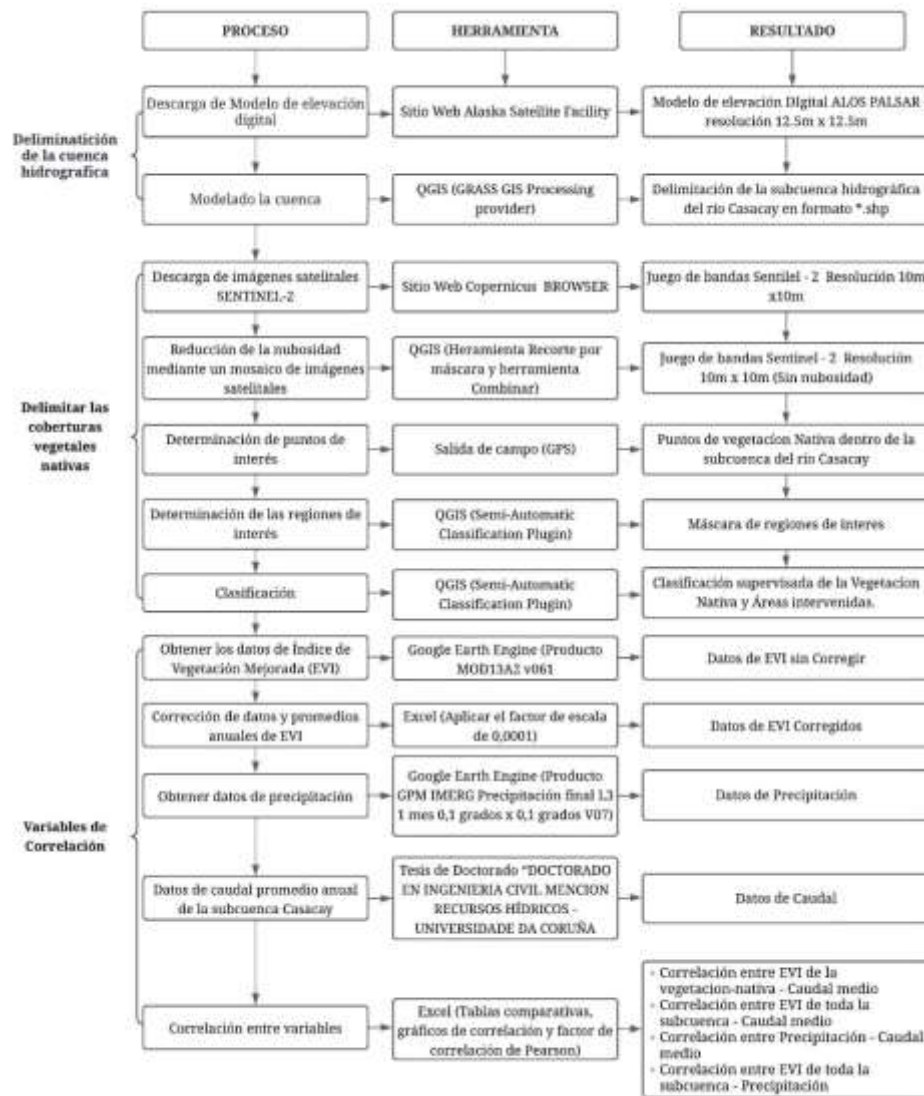 PROCESO
HERRAMIENTA
RESULTADO
Deliminatición
de la cuenca
hidrografica
Descarga de Modelo de elevación
digital
Sitio Web Alaska Satellite Facility
Modelo de elevación DIgital ALOS PALSAR
resolución 12.5m x 12.5m
Modelado la cuenca
QGIS (GRASS GIS Processing
provider)
Delimitación de la subcuenca hidrográfica
del río Casacay en formato *.shp
Delimitar las
coberturas
vegetales
nativas
Descarga de imágenes satelitales
SENTINEL-2
Sitio Web Copernicus BROWSER
Juego de bandas Sentilel - 2 Resolución 10m
x10m
Reducción de la nubosidad
mediante un mosaico de imágenes
satelitales
QGIS (Heramienta Recorte por
máscara y herramienta
Combinar)
Juego de bandas Sentinel - 2 Resolución
10m x 10m (Sin nubosidad)
Determinación de puntos de
interés
Salida de campo (GPS)
Puntos de vegetacion Nativa dentro de la
subcuenca del río Casacay
Determinación de las regiones de
interés
QGIS (Semi-Automatic
Classification Plugin)
Máscara de regiones de interes
Clasificación
QGIS (Semi-Automatic
Classification Plugin)
Clasificación supervisada de la Vegetacion
Nativa y Áreas intervenidas.
Variables de
Correlación
Obtener los datos de Índice de
Vegetación Mejorada (EVI)
Google Earth Engine (Producto
MOD13A2 v061
Datos de EVI sin Corregir
Corrección de datos y promedios
anuales de EVI
Excel (Aplicar el factor de escala
de 0,0001)
Datos de EVI Corregidos
Obtener datos de precipitación
Google Earth Engine (Producto
GPM IMERG Precipitación final L3
1 mes 0,1 grados x 0,1 grados V07)
Datos de Precipitación
Datos de caudal promedio anual
de la subcuenca Casacay
Tesis de Doctorado "DOCTORADO
EN INGENIERIA CIVIL MENCION
RECURSOS HÍDRICOS -
UNIVERSIDADE DA CORUÑA
Datos de Caudal
Correlación entre variables
Excel (Tablas comparativas,
gráficos de correlación y factor de
correlación de Pearson)
◦ Correlación entre EVI de la
vegetacion-nativa - Caudal medio
◦ Correlación entre EVI de toda la
subcuenca - Caudal medio
◦ Correlación entre Precipitación - Caudal
medio
◦ Correlación entre EVI de toda la
subcuenca - Precipitación